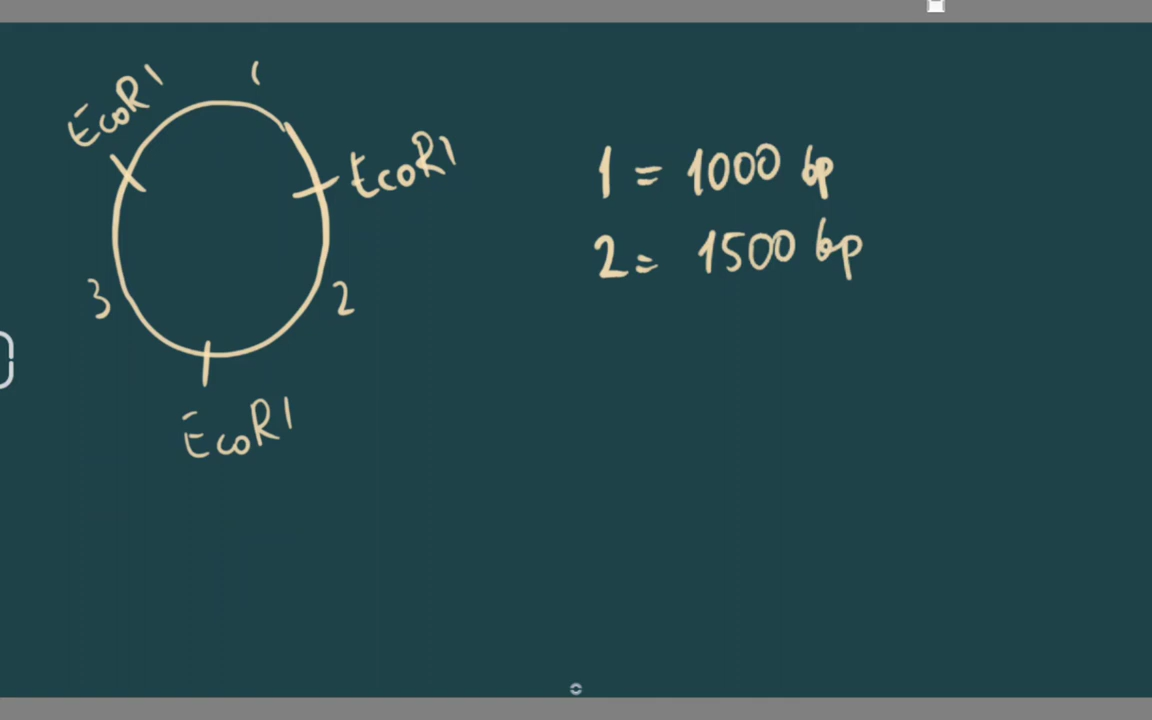 1
EcoR1
EcoR1
1 = 1000 bp
2 = 1500 bp
3
2
EcoR1